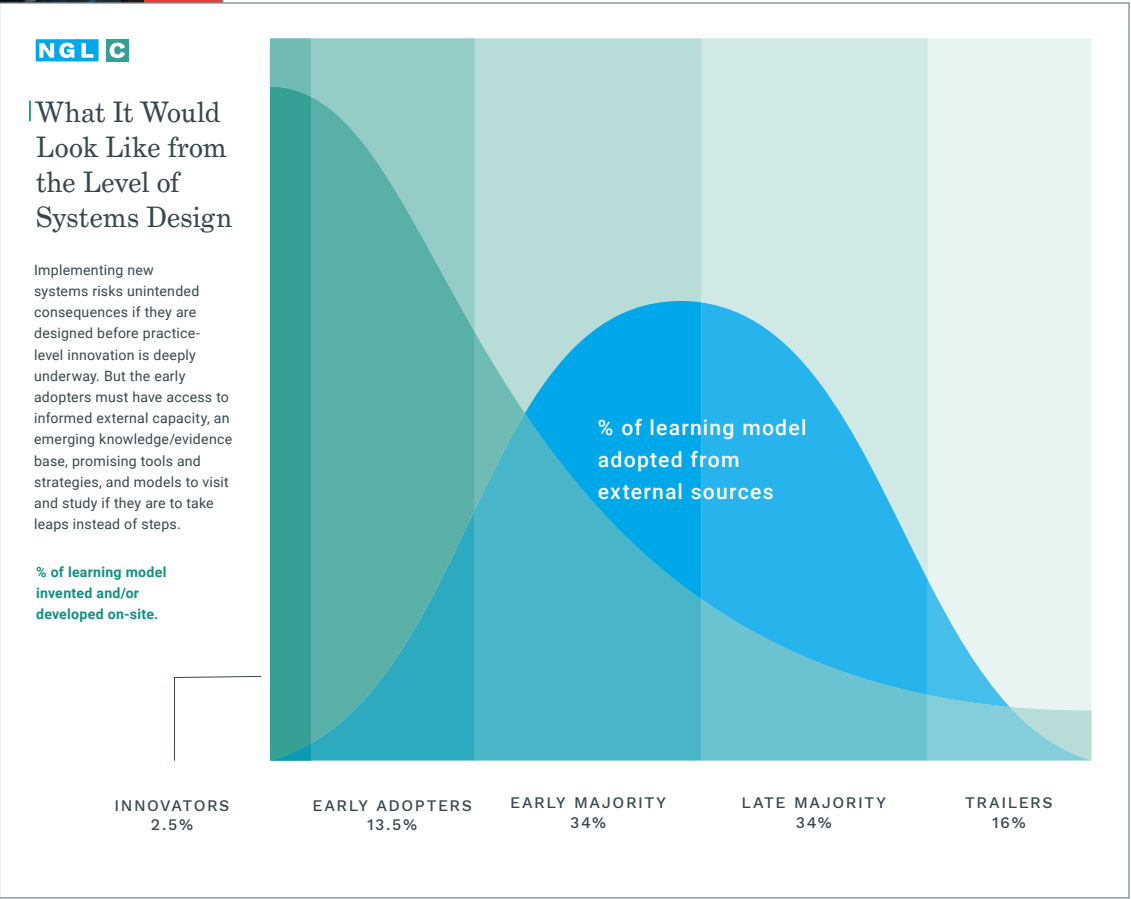 NGL C
What It Would
Look Like from
the Level of
Systems Design
Implementing new
systems risks unintended
consequences if they are
designed before practice-
level innovation is deeply
underway. But the early
adopters must have access to
informed external capacity, an
emerging knowledge/evidence
base, promising tools and
strategies, and models to visit
and study if they are to take
leaps instead of steps.
% of learning model
invented and/or
developed on-site.
% of learning model
adopted from
external sources
INNOVATORS
2.5%
EARLY ADOPTERS
13.5%
EARLY MAJORITY
34%
LATE MAJORITY
34%
TRAILERS
16%